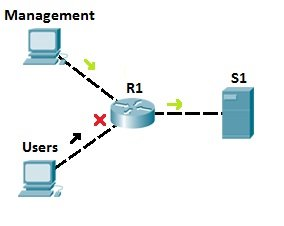 Management
R1
S1
Users